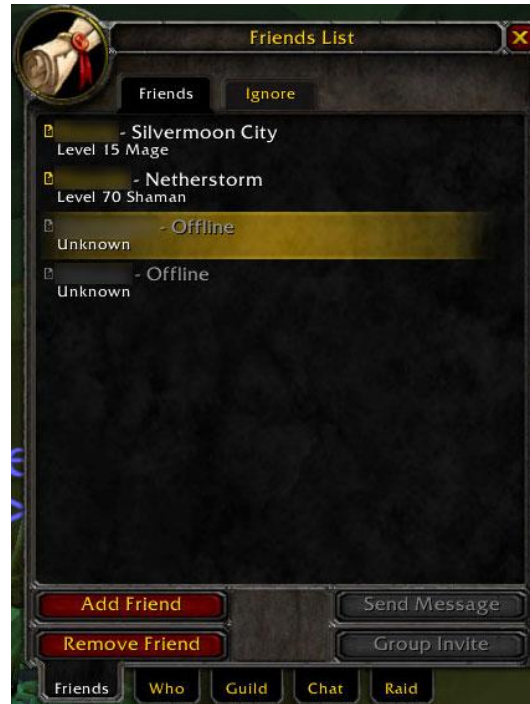 Friends List
Friends
Ignore
- Silvermoon City
Level 15 Mage
- Netherstorm
Level 70 Shaman
- Offline
Unknown
- Offline
Unknown
Add Friend
Send Message
Remove Friend
Group Invite
Friends
Who
Guild
Chat
Raid